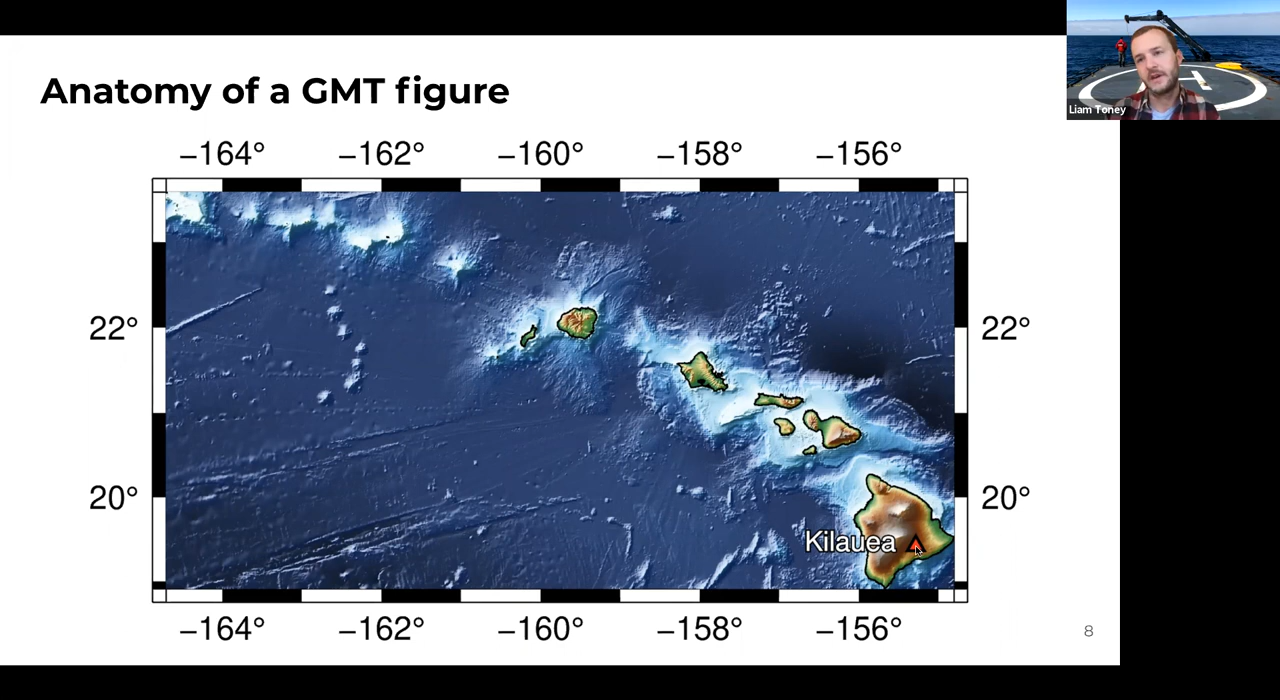 Anatomy of a GMT figure
Liam Toney
−164° −162° −160° −158° −156°
22° 22°
20° 20°
Kilauea
−164° −162° −160° −158° −156°
8